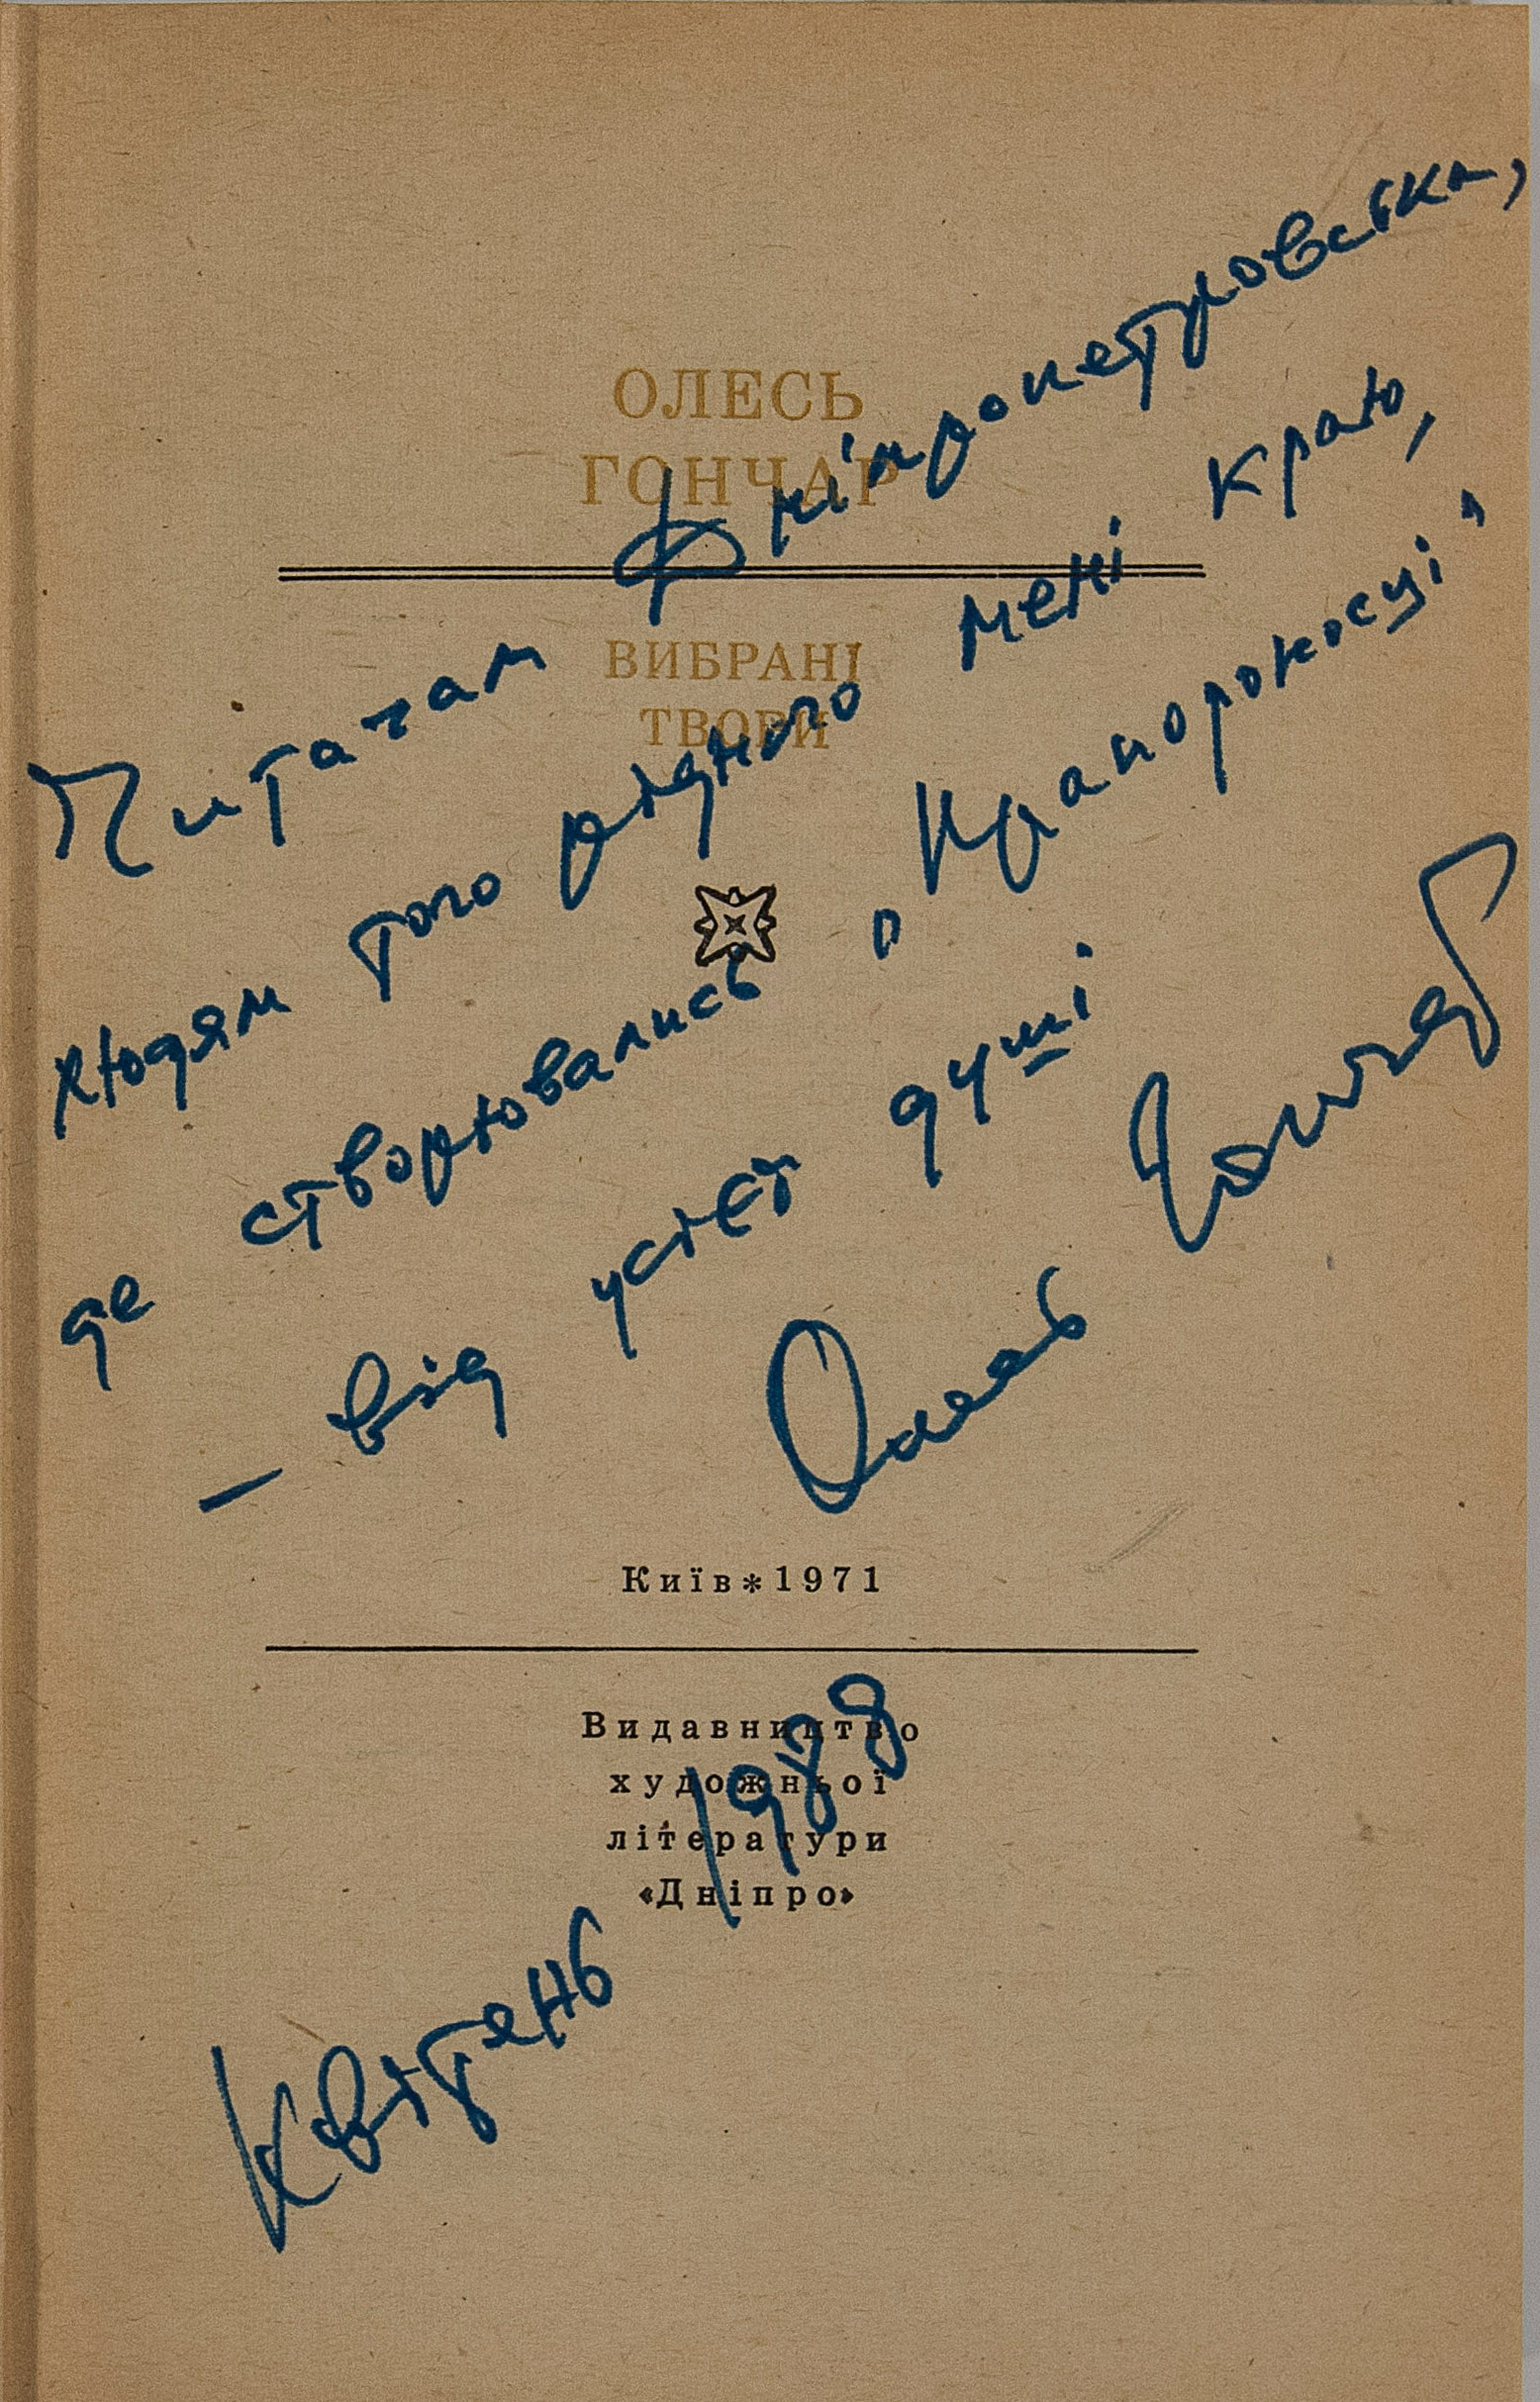 ОЛЕСЬ
ГОНЧАР
ВИБРАНІ
ТВОРИ
Читачам Дніпропетровська,
людям того рідного мені краю,
де створювались „Прапороносці"
— від усієї душі
Олесь Гончар
Київ*1971
Видавництво
художньої
літератури
«Дніпро»
Квітень 1988